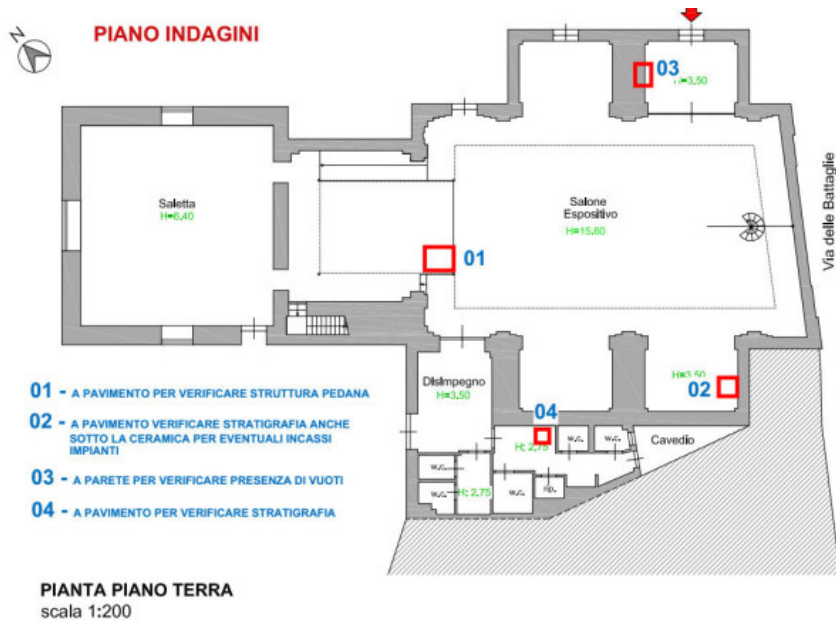 N
PIANO INDAGINI
03
H=3,50
Saletta
H=6,40
Salone
Espositivo
H=15,60
Via delle Battaglie
01
01 - A PAVIMENTO PER VERIFICARE STRUTTURA PEDANA
02 - A PAVIMENTO VERIFICARE STRATIGRAFIA ANCHE
SOTTO LA CERAMICA PER EVENTUALI INCASSI
IMPIANTI
03 - A PARETE PER VERIFICARE PRESENZA DI VUOTI
04 - A PAVIMENTO PER VERIFICARE STRATIGRAFIA
Disimpegno
H=3,50
H=3,50
02
04
H: 2,75
w.c.
w.c.
Cavedio
w.c.
w.c.
H: 2,75
w.c.
rip.
PIANTA PIANO TERRA
scala 1:200